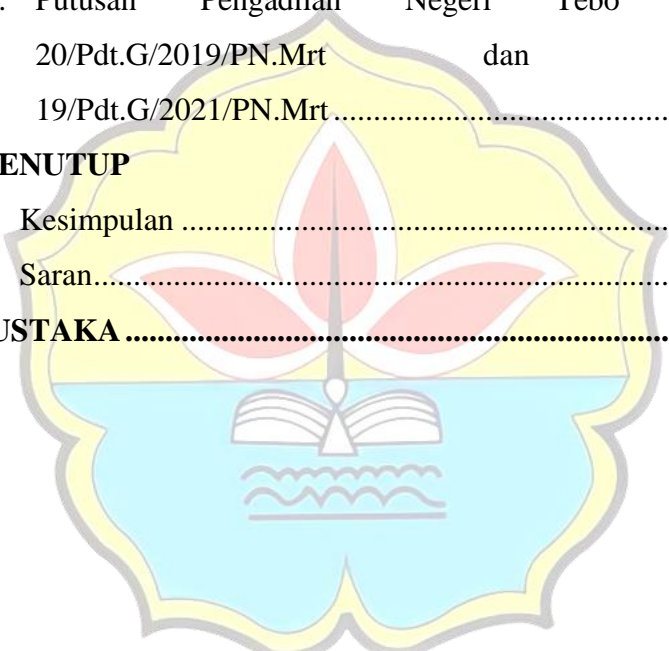 . Putusan Pengadilan Negeri Tebo
20/Pdt.G/2019/PN.Mrt dan
19/Pdt.G/2021/PN.Mrt ..........................................
ENUTUP
Kesimpulan .............................................................
Saran........................................................................
USTAKA ....................................................................